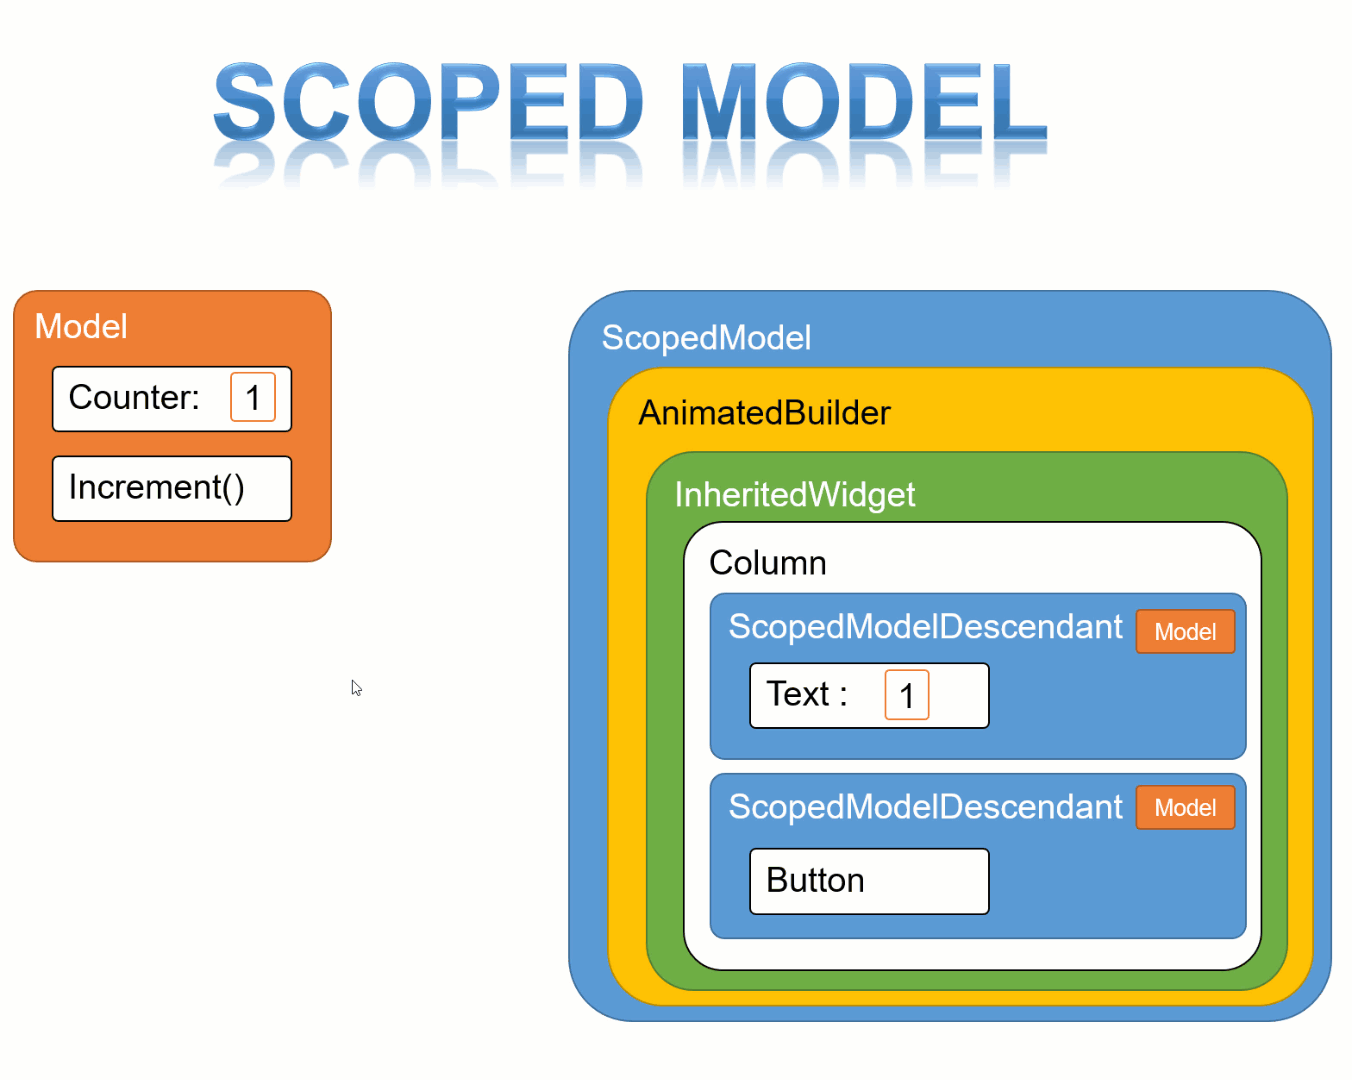 SCOPED MODEL
Model
Counter: 1
Increment()
ScopedModel
AnimatedBuilder
InheritedWidget
Column
ScopedModelDescendant Model
Text : 1
ScopedModelDescendant Model
Button